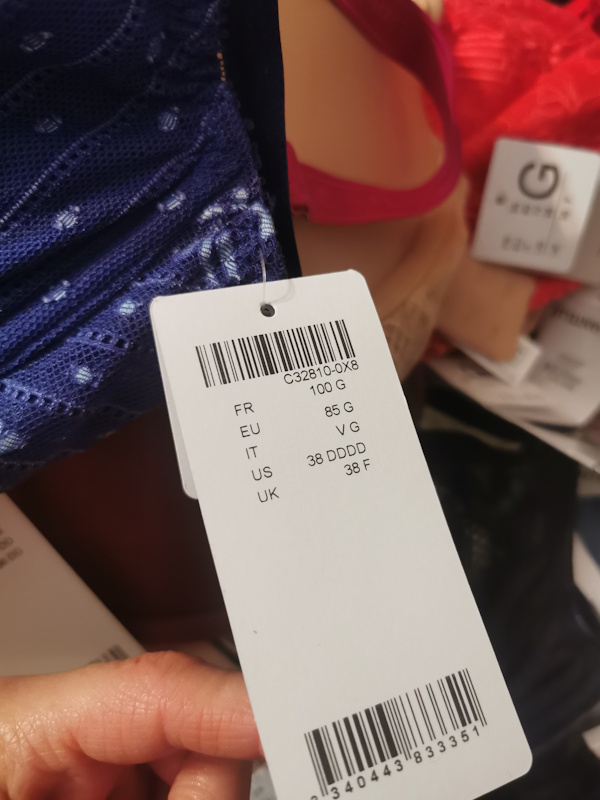 C32810-0X8
FR 100 G
EU 85 G
IT V G
US 38 DDDD
UK 38 F
340443 833351
G